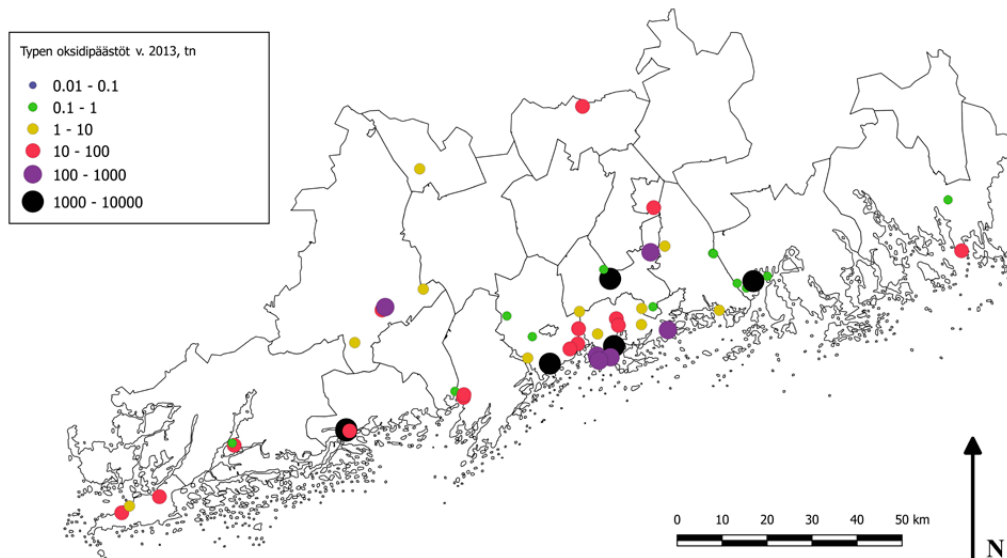 Typen oksidipäästöt v. 2013, tn
0.01 - 0.1
0.1 - 1
1 - 10
10 - 100
100 - 1000
1000 - 10000
0 10 20 30 40 50 km
N